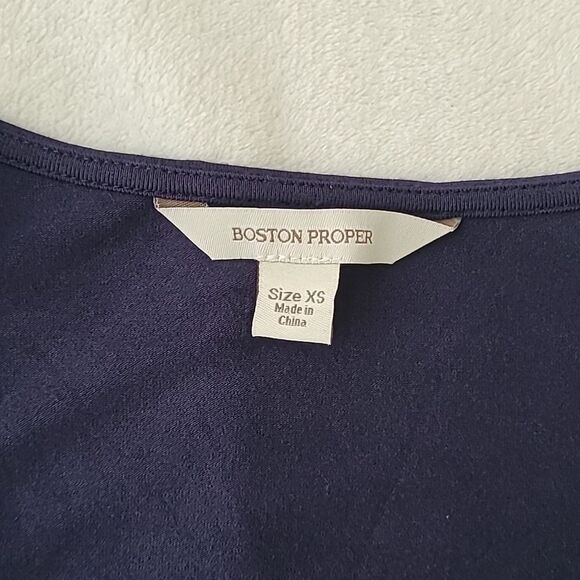 BOSTON PROPER
Size XS
Made in
China